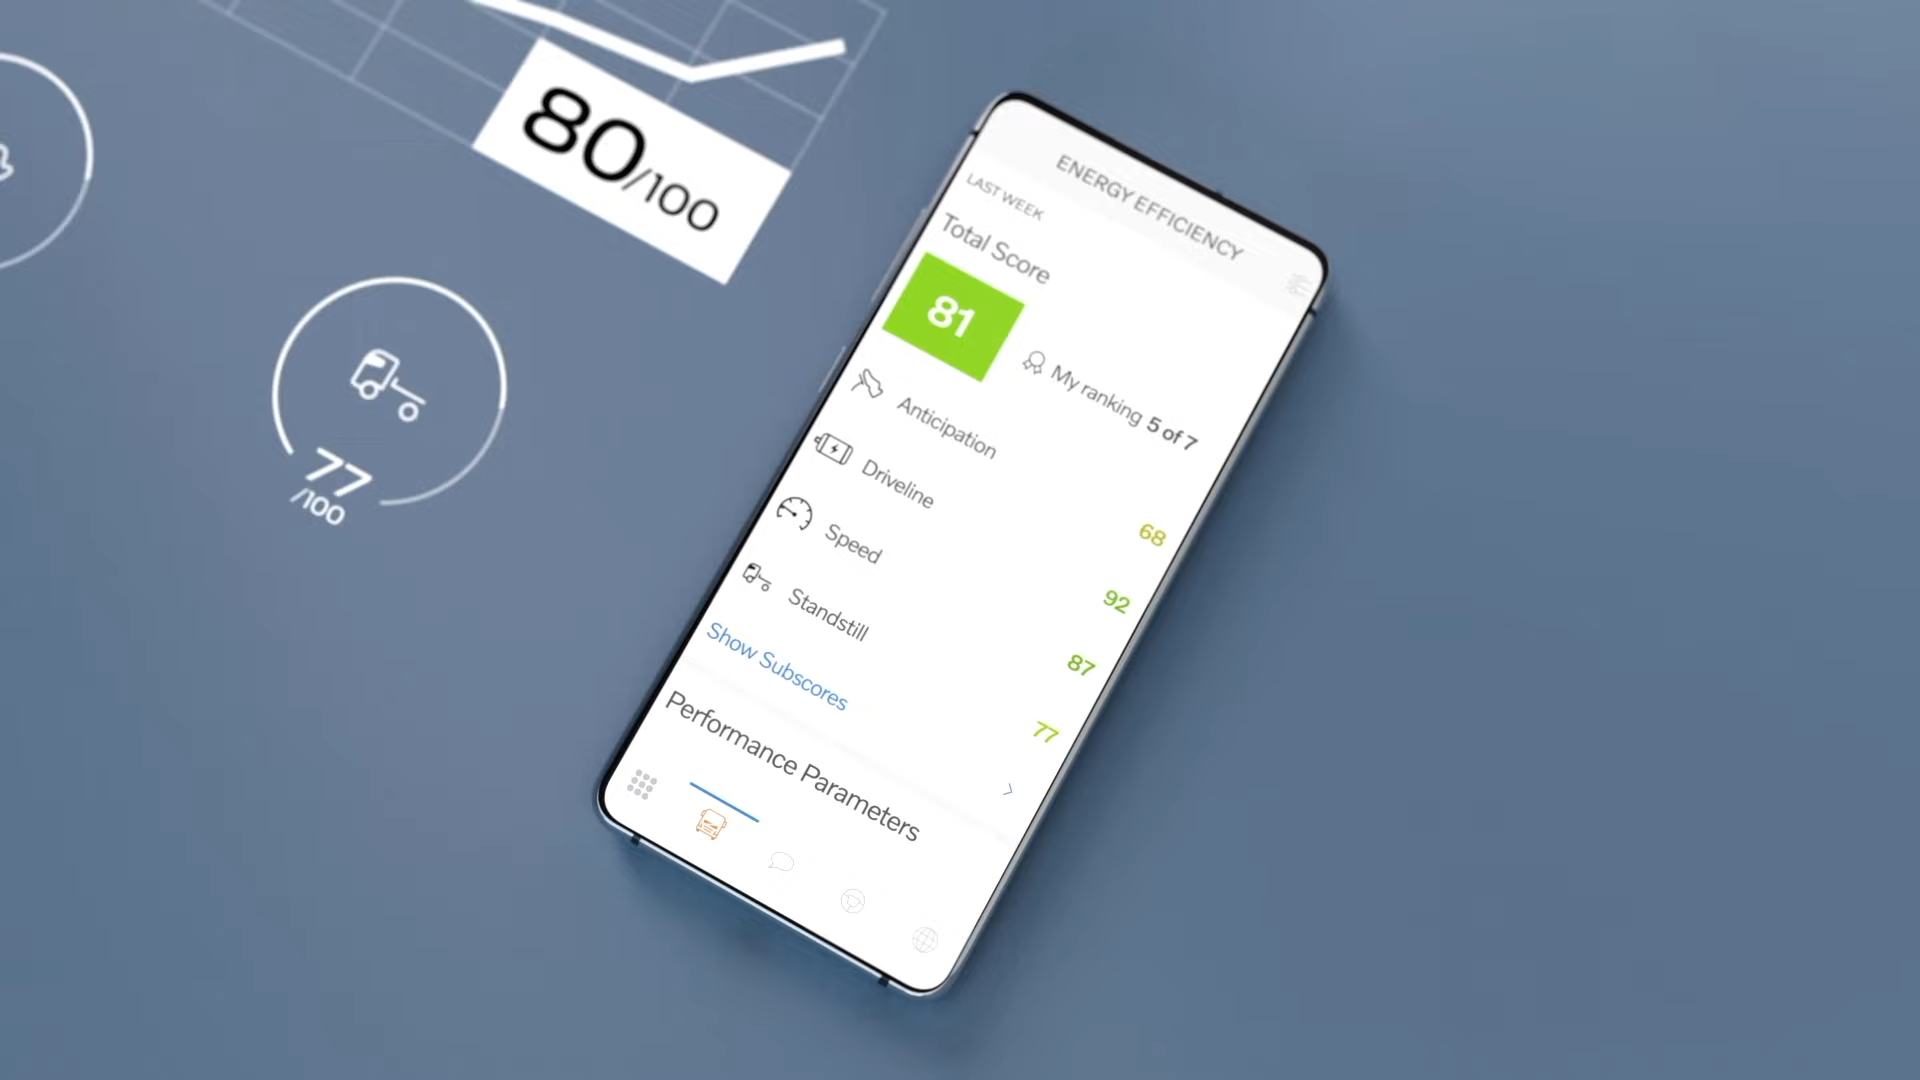 80/100
77
/100
ENERGY EFFICIENCY
LAST WEEK
Total Score
81
My ranking 5 of 7
Anticipation 68
Driveline 92
Speed 87
Standstill 77
Show Subscores
Performance Parameters